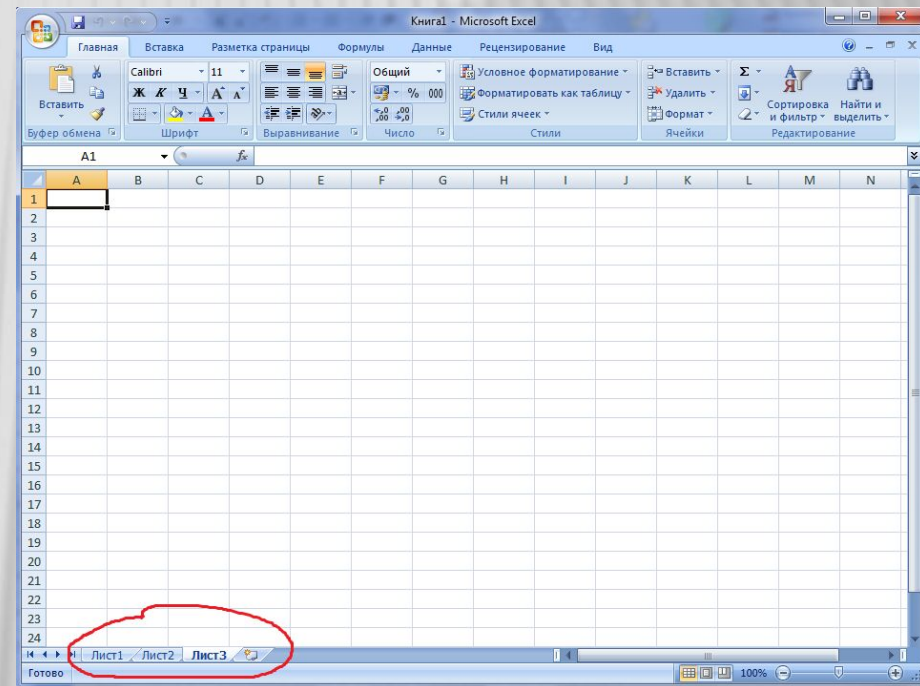 Книга1 - Microsoft Excel
Главная Вставка Разметка страницы Формулы Данные Рецензирование Вид
Calibri 11 Общий Условное форматирование Вставить Σ
Ж К Ч % 000 Форматировать как таблицу Удалить
Вставить Стили ячеек Формат Сортировка и фильтр Найти и выделить
Буфер обмена Шрифт Выравнивание Число Стили Ячейки Редактирование
A1 fx
A B C D E F G H I J K L M N
1
2
3
4
5
6
7
8
9
10
11
12
13
14
15
16
17
18
19
20
21
22
23
24
Лист1 Лист2 Лист3
Готово 100%